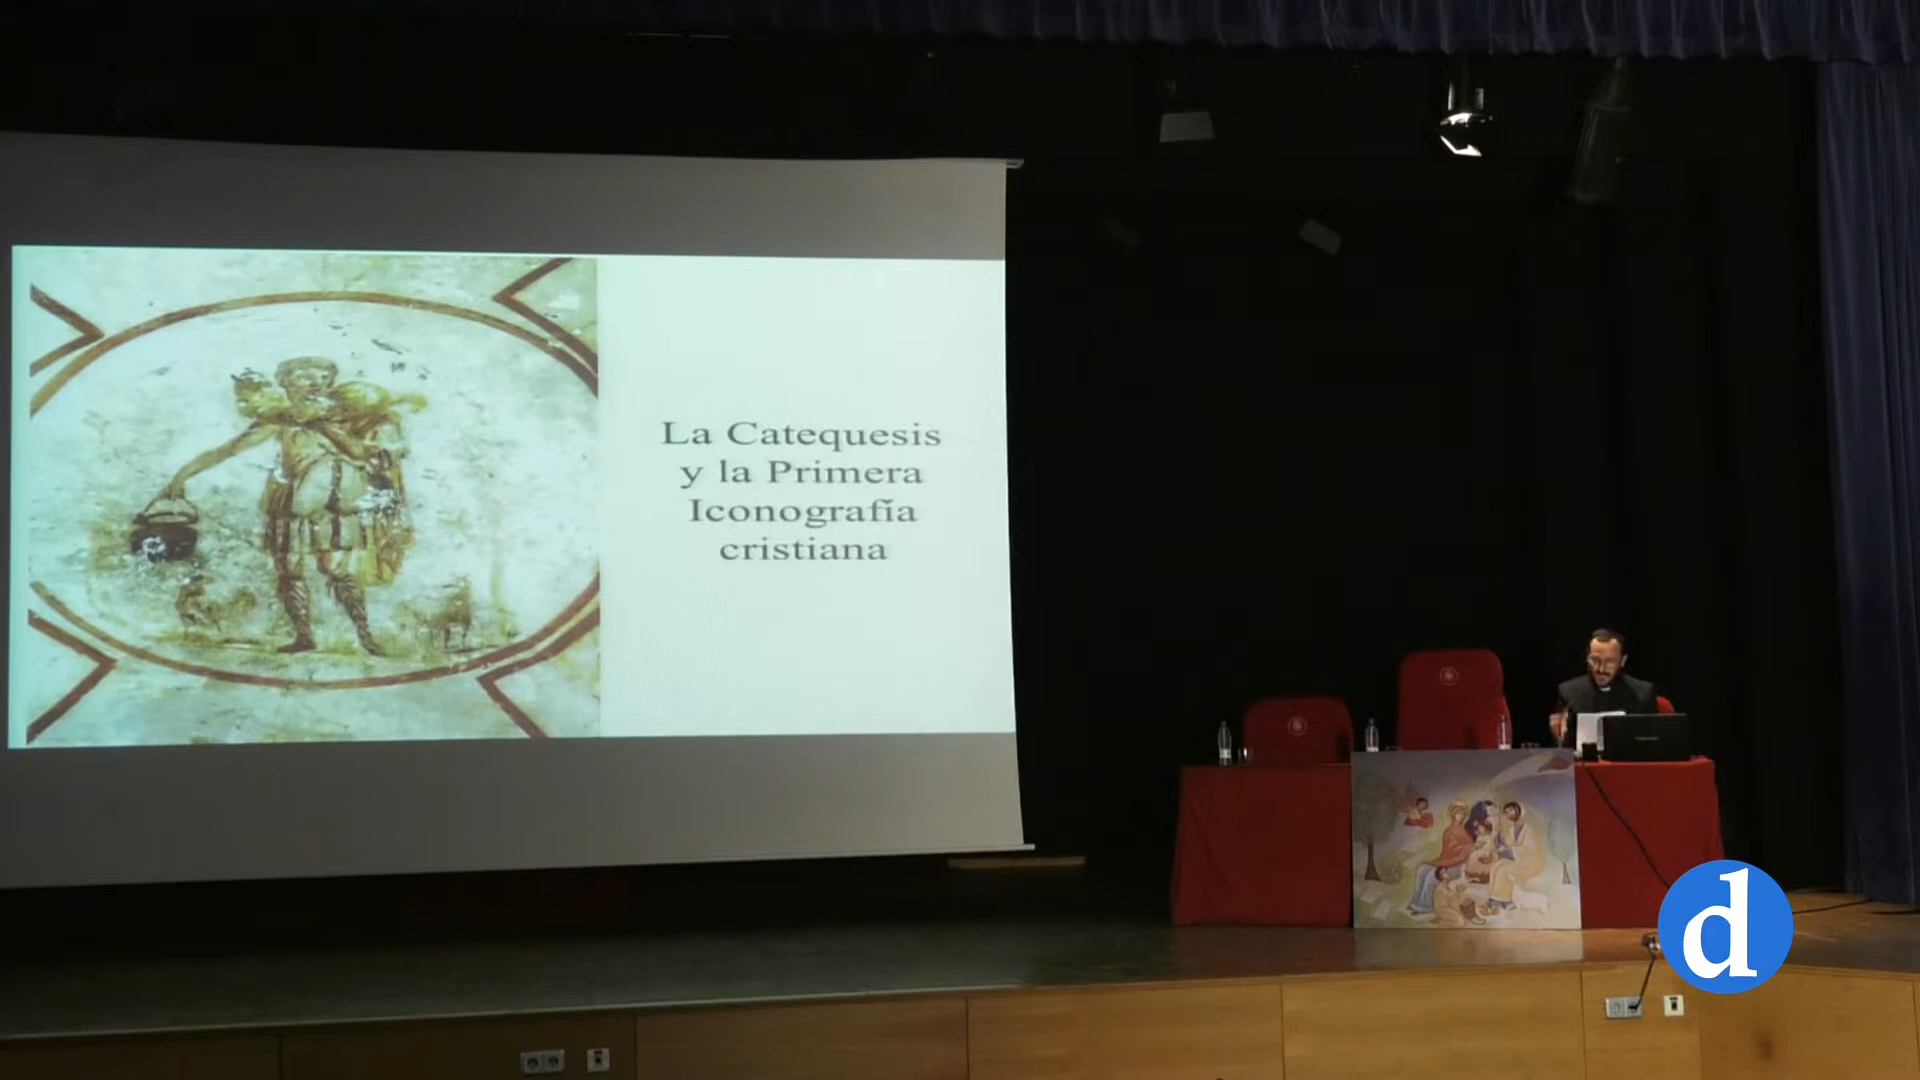 La Catequesis
y la Primera
Iconografía
cristiana
d